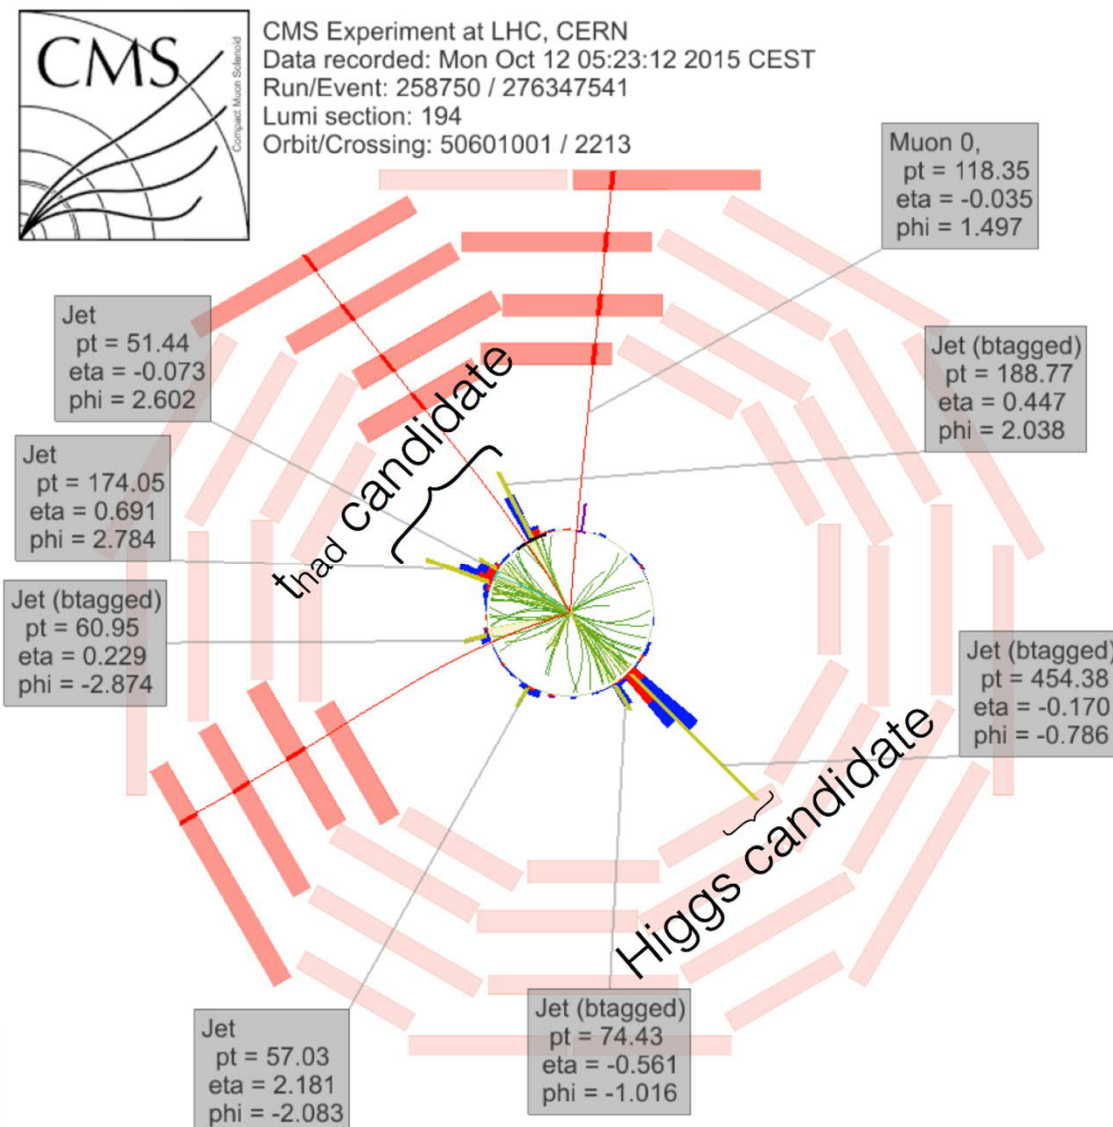 CMS
Compact Muon Solenoid
CMS Experiment at LHC, CERN
Data recorded: Mon Oct 12 05:23:12 2015 CEST
Run/Event: 258750 / 276347541
Lumi section: 194
Orbit/Crossing: 50601001 / 2213
Muon 0,
pt = 118.35
eta = -0.035
phi = 1.497
Jet
pt = 51.44
eta = -0.073
phi = 2.602
Jet (btagged)
pt = 188.77
eta = 0.447
phi = 2.038
thad candidate
Jet
pt = 174.05
eta = 0.691
phi = 2.784
Jet (btagged)
pt = 60.95
eta = 0.229
phi = -2.874
Jet (btagged)
pt = 454.38
eta = -0.170
phi = -0.786
Higgs candidate
Jet
pt = 57.03
eta = 2.181
phi = -2.083
Jet (btagged)
pt = 74.43
eta = -0.561
phi = -1.016